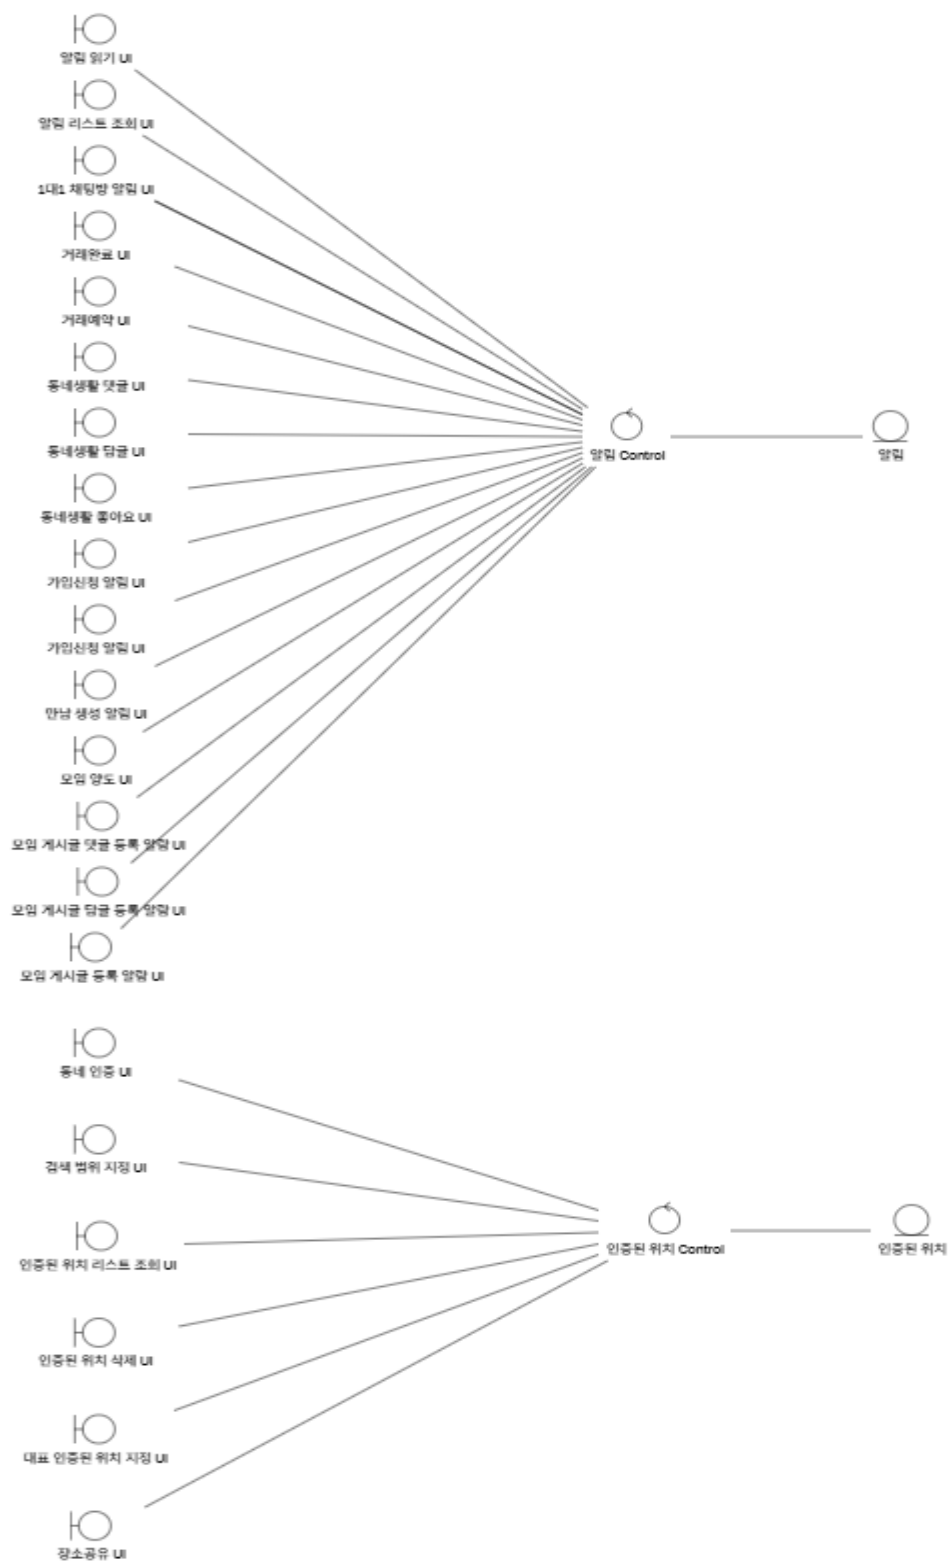 알림 읽기 UI
알림 리스트 조회 UI
1대1 채팅방 알림 UI
거래완료 UI
거래예약 UI
동네생활 댓글 UI
동네생활 답글 UI
알림 Control
알림
동네생활 좋아요 UI
가입신청 알림 UI
가입신청 알림 UI
만남 생성 알림 UI
모임 양도 UI
모임 게시글 댓글 등록 알람 UI
모임 게시글 답글 등록 알람 UI
모임 게시글 등록 알람 UI
동네 인증 UI
검색 범위 지정 UI
인증된 위치 리스트 조회 UI
인증된 위치 Control
인증된 위치
인증된 위치 삭제 UI
대표 인증된 위치 지정 UI
장소공유 UI